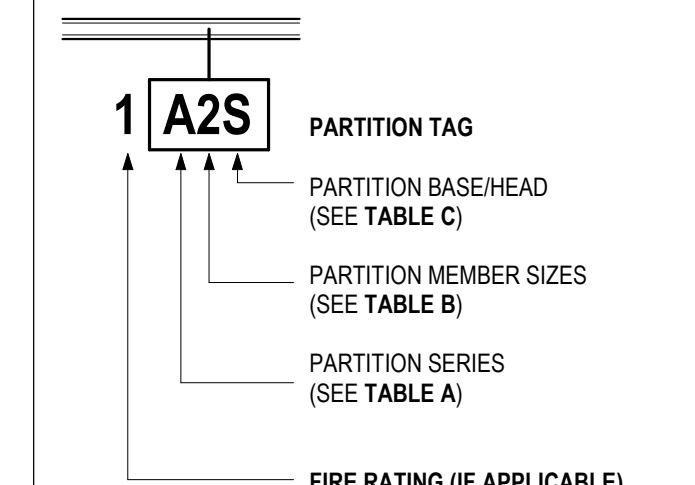 1 A2S
PARTITION TAG
PARTITION BASE/HEAD
(SEE TABLE C)
PARTITION MEMBER SIZES
(SEE TABLE B)
PARTITION SERIES
(SEE TABLE A)
FIRE RATING (IF APPLICABLE)